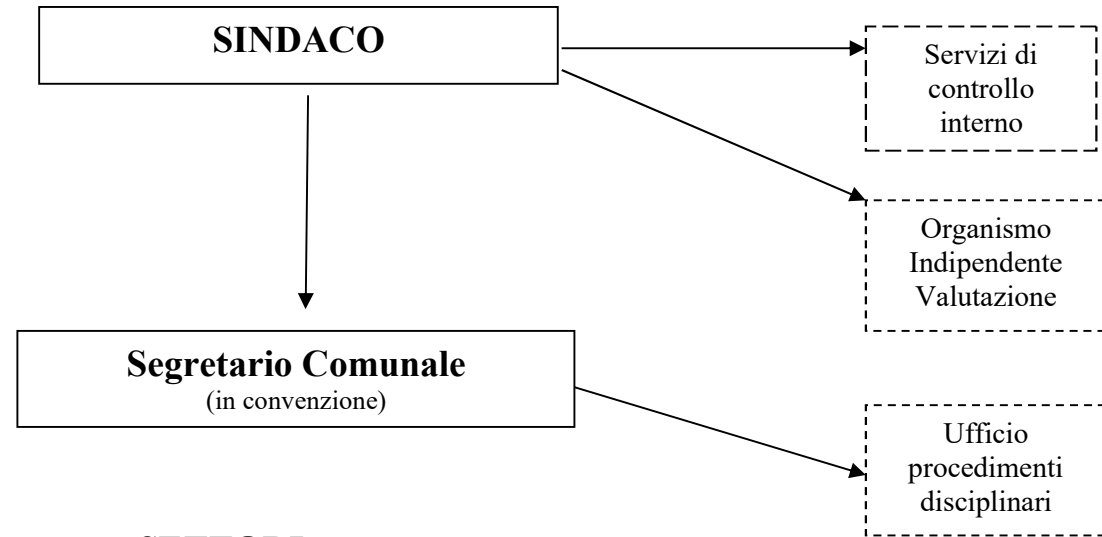 SINDACO
Servizi di
controllo
interno
Organismo
Indipendente
Valutazione
Segretario Comunale
(in convenzione)
Ufficio
procedimenti
disciplinari